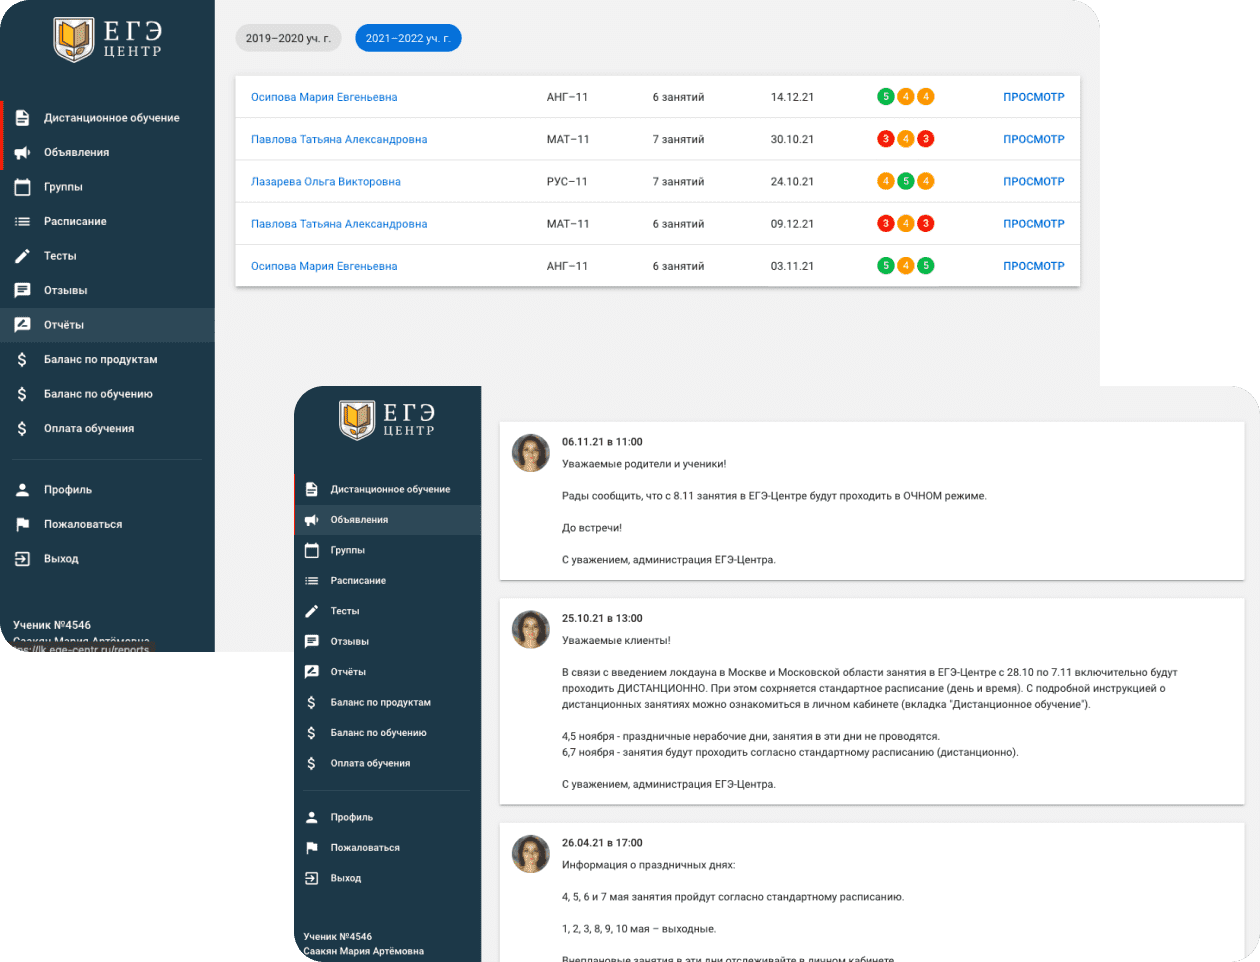 ЕГЭ
ЦЕНТР
Дистанционное обучение
Объявления
Группы
Расписание
Тесты
Отзывы
Отчёты
Баланс по продуктам
Баланс по обучению
Оплата обучения
Профиль
Пожаловаться
Выход
Ученик №4546
Саакян Мария Артёмовна
ps://lk.ege-centr.ru/reports
2019–2020 уч. г. 2021–2022 уч. г.
Осипова Мария Евгеньевна АНГ–11 6 занятий 14.12.21 5 4 4 ПРОСМОТР
Павлова Татьяна Александровна МАТ–11 7 занятий 30.10.21 3 4 3 ПРОСМОТР
Лазарева Ольга Викторовна РУС–11 7 занятий 24.10.21 4 5 4 ПРОСМОТР
Павлова Татьяна Александровна МАТ–11 6 занятий 09.12.21 3 4 3 ПРОСМОТР
Осипова Мария Евгеньевна АНГ–11 6 занятий 03.11.21 5 4 5 ПРОСМОТР
ЕГЭ
ЦЕНТР
Дистанционное обучение
Объявления
Группы
Расписание
Тесты
Отзывы
Отчёты
Баланс по продуктам
Баланс по обучению
Оплата обучения
Профиль
Пожаловаться
Выход
Ученик №4546
Саакян Мария Артёмовна
06.11.21 в 11:00
Уважаемые родители и ученики!
Рады сообщить, что с 8.11 занятия в ЕГЭ-Центре будут проходить в ОЧНОМ режиме.
До встречи!
С уважением, администрация ЕГЭ-Центра.
25.10.21 в 13:00
Уважаемые клиенты!
В связи с введением локдауна в Москве и Московской области занятия в ЕГЭ-Центре с 28.10 по 7.11 включительно будут
проходить ДИСТАНЦИОННО. При этом сохрняется стандартное расписание (день и время). С подробной инструкцией о
дистанционных занятиях можно ознакомиться в личном кабинете (вкладка "Дистанционное обучение").
4,5 ноября - праздничные нерабочие дни, занятия в эти дни не проводятся.
6,7 ноября - занятия будут проходить согласно стандартному расписанию (дистанционно).
С уважением, администрация ЕГЭ-Центра.
26.04.21 в 17:00
Информация о праздничных днях:
4, 5, 6 и 7 мая занятия пройдут согласно стандартному расписанию.
1, 2, 3, 8, 9, 10 мая – выходные.
Внеплановые занятия в эти дни отслеживайте в личном кабинете